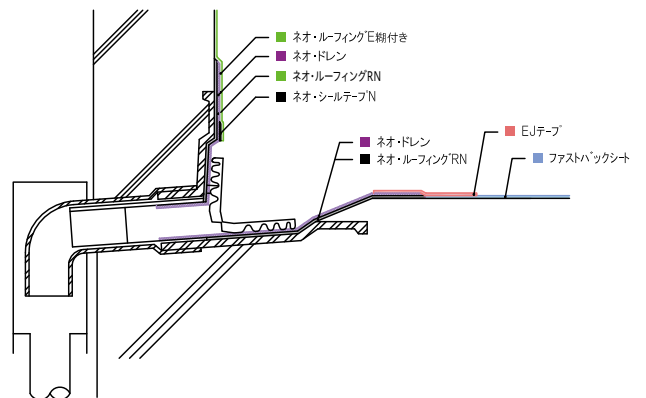 ネオ・ルーフィングE糊付き
ネオ・ドレン
ネオ・ルーフィングRN
ネオ・シールテープN
ネオ・ドレン
ネオ・ルーフィングRN
EJテープ
ファストバックシート